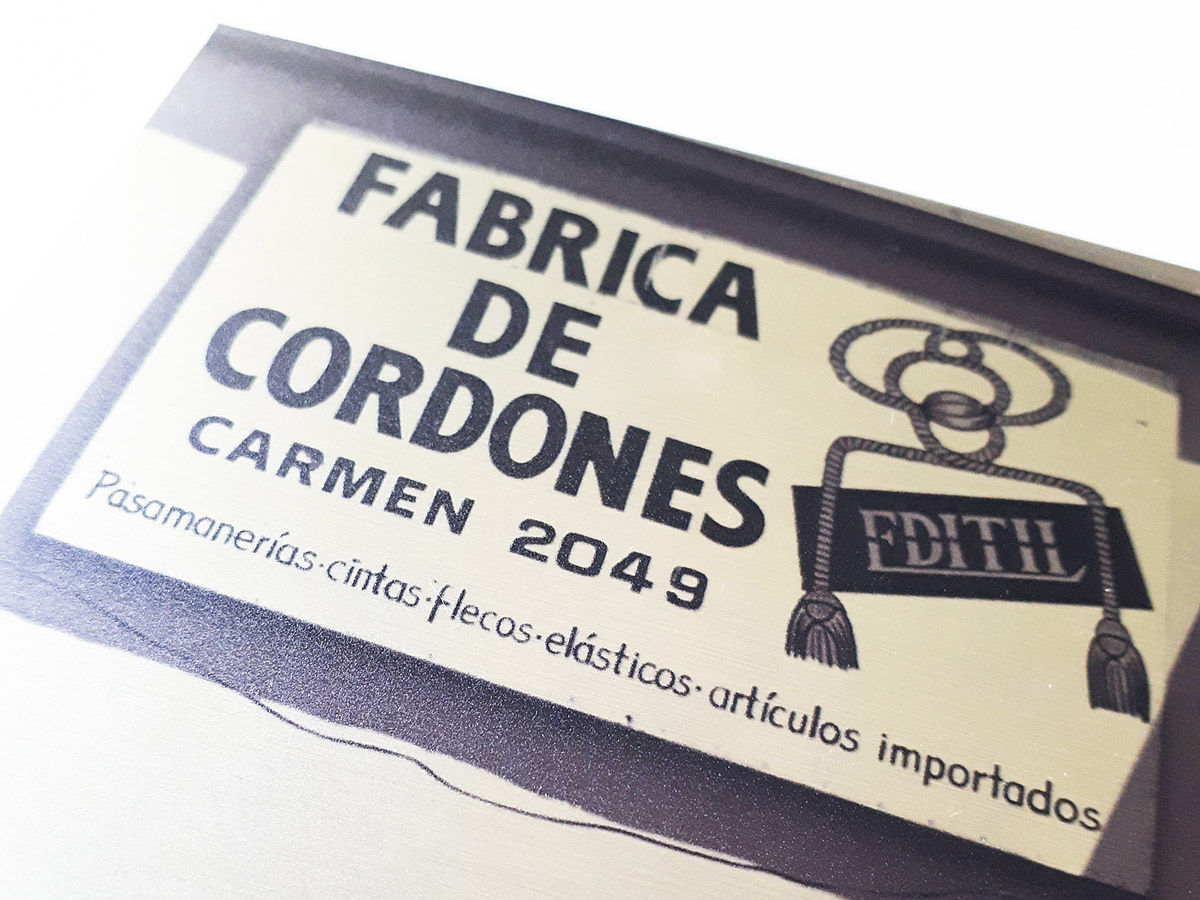 FABRICA
DE
CORDONES
CARMEN 2049
EDITH
Pasamanerías·cintas·flecos·elásticos·artículos importados